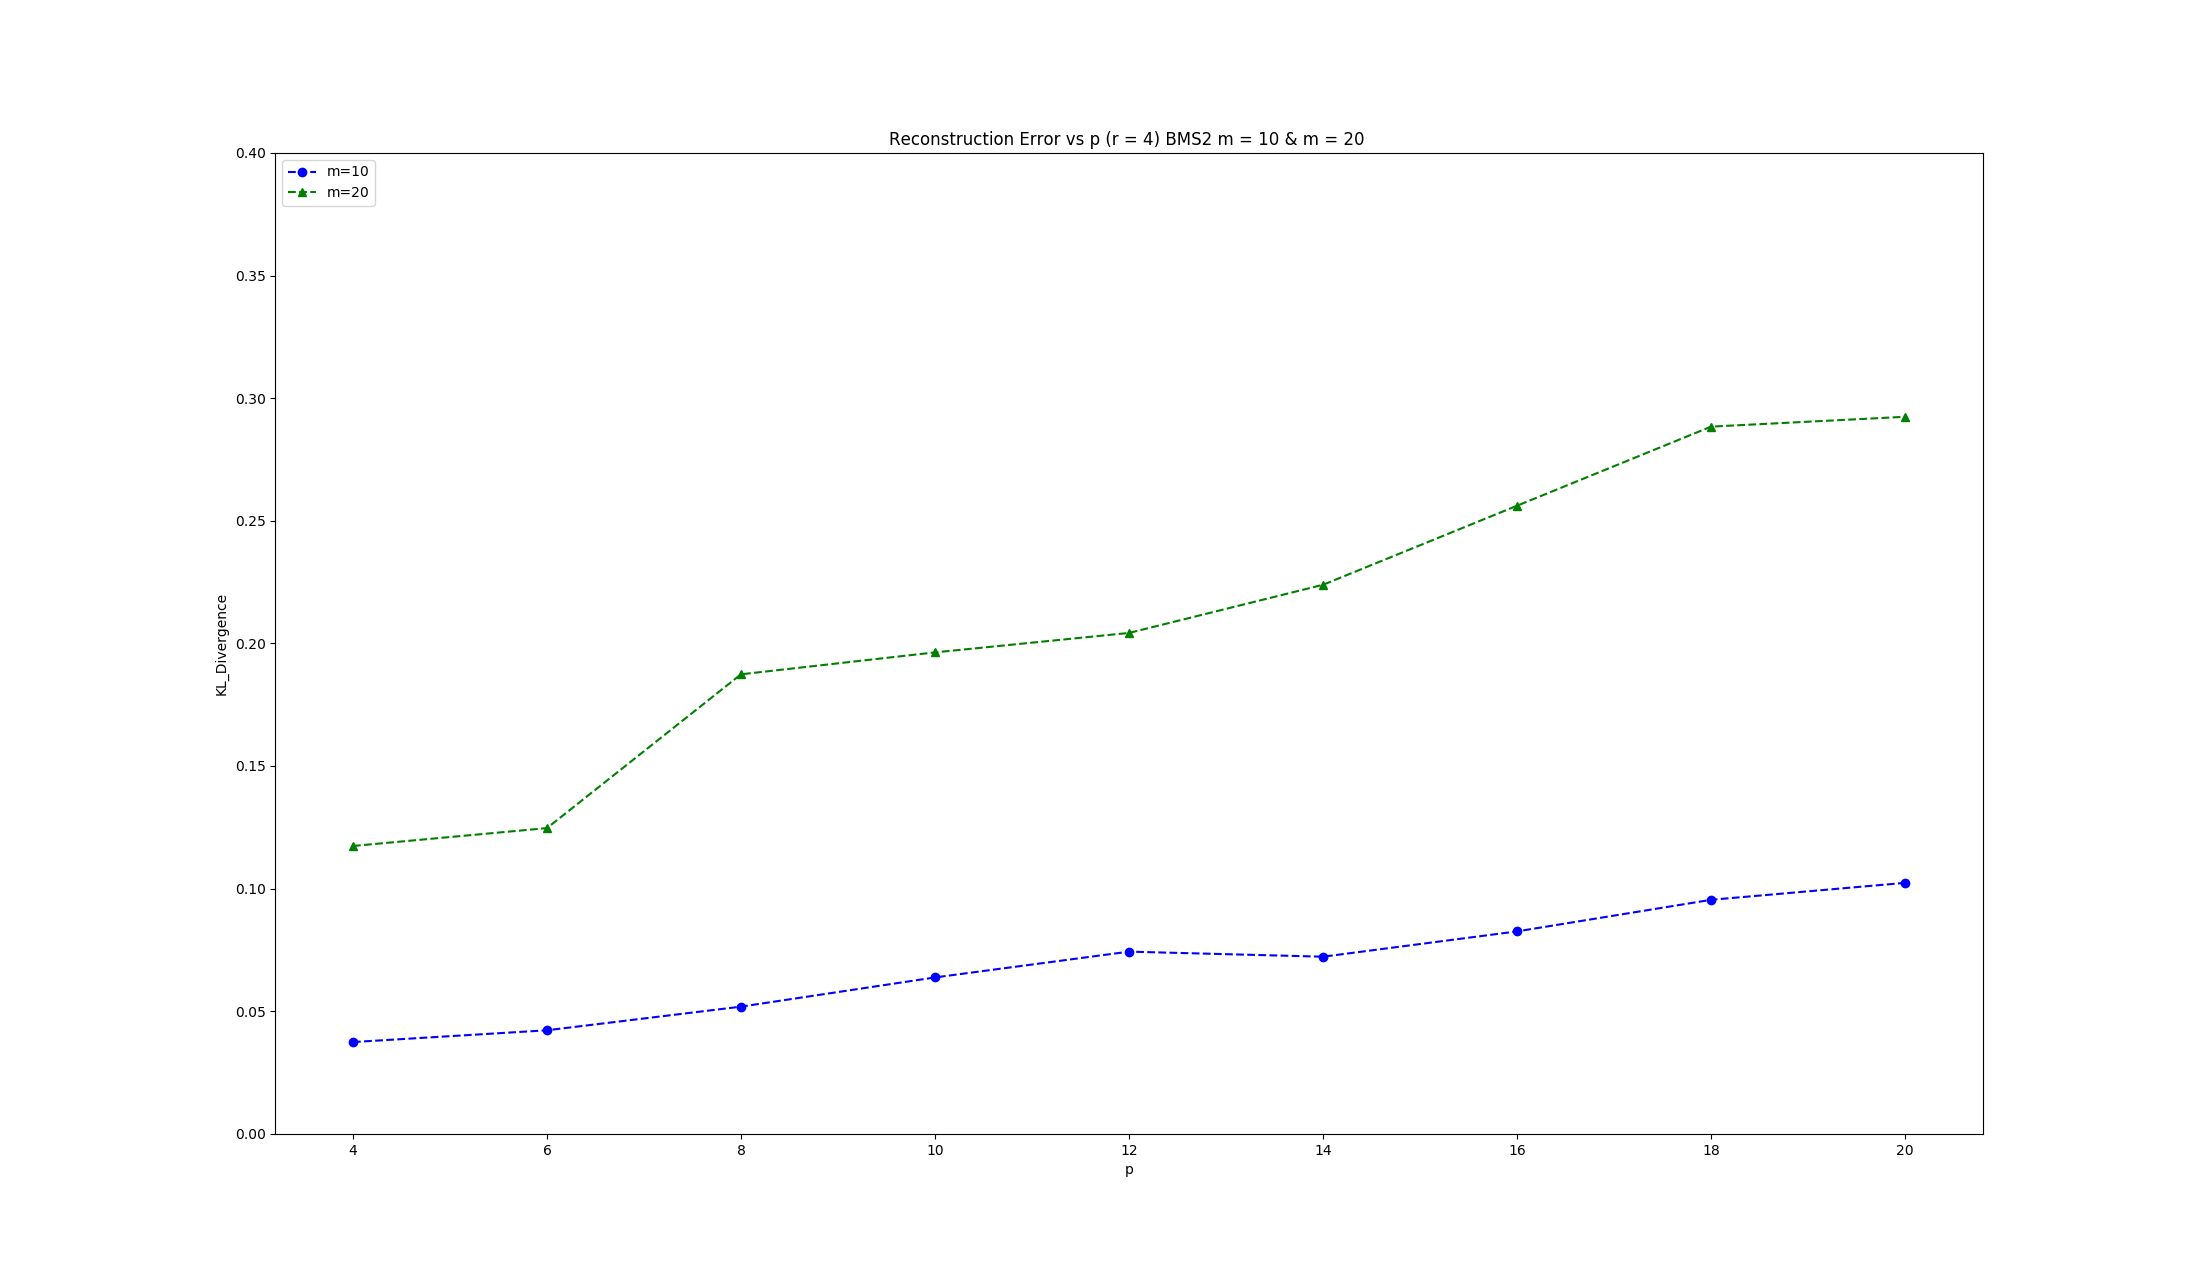 Reconstruction Error vs p (r = 4) BMS2 m = 10 & m = 20
m=10
m=20
0.40
0.35
0.30
0.25
0.20
0.15
0.10
0.05
0.00
KL_Divergence
4 6 8 10 12 14 16 18 20
p